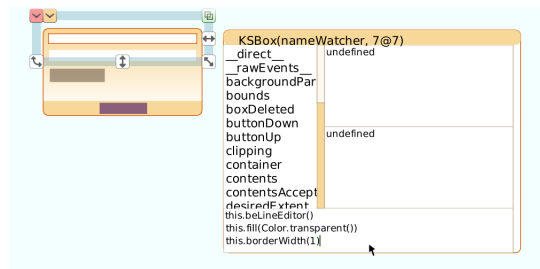 KSBox(nameWatcher, 7@7)
__direct__
__rawEvents__
backgroundPar
bounds
boxDeleted
buttonDown
buttonUp
clipping
container
contents
contentsAccept
desiredExtent
undefined
undefined
this.beLineEditor()
this.fill(Color.transparent())
this.borderWidth(1)